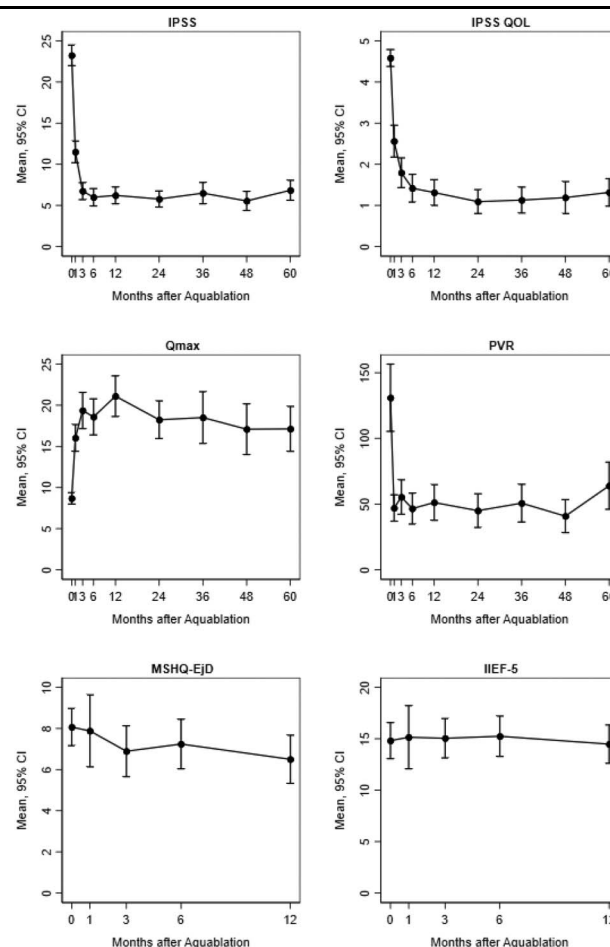 IPSS
Mean, 95% CI
0
5
10
15
20
25
0 1 3 6 12 24 36 48 60
Months after Aquablation
IPSS QOL
Mean, 95% CI
0
1
2
3
4
5
0 1 3 6 12 24 36 48 60
Months after Aquablation
Qmax
Mean, 95% CI
0
5
10
15
20
25
0 1 3 6 12 24 36 48 60
Months after Aquablation
PVR
Mean, 95% CI
0
50
100
150
0 1 3 6 12 24 36 48 60
Months after Aquablation
MSHQ-EjD
Mean, 95% CI
0
2
4
6
8
10
0 1 3 6 12
Months after Aquablation
IIEF-5
Mean, 95% CI
0
5
10
15
20
0 1 3 6 12
Months after Aquablation